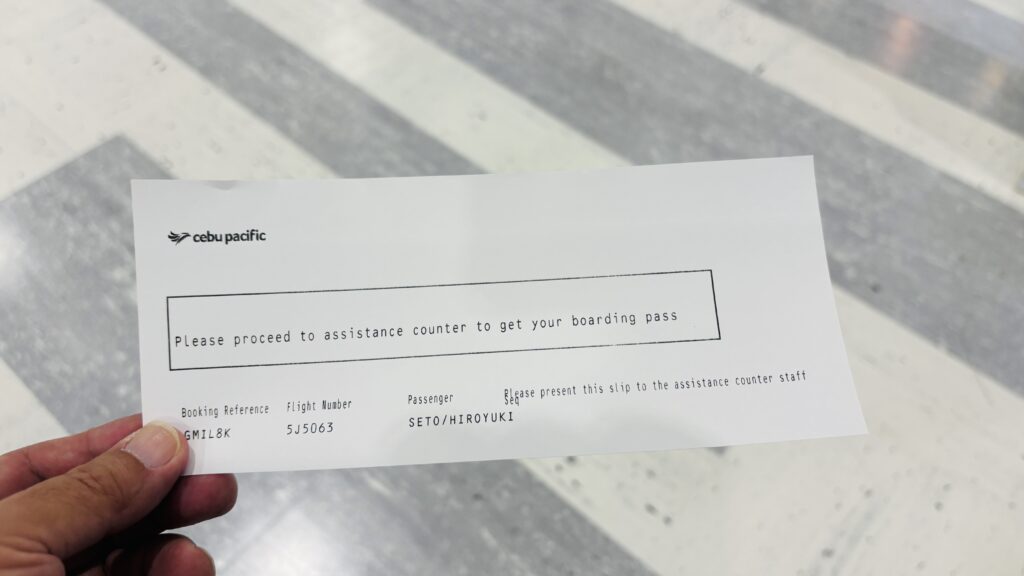 cebu pacific
Please proceed to assistance counter to get your boarding pass
Please present this slip to the assistance counter staff
Booking Reference Flight Number Passenger Seq
GMIL8K 5J5063 SETO/HIROYUKI